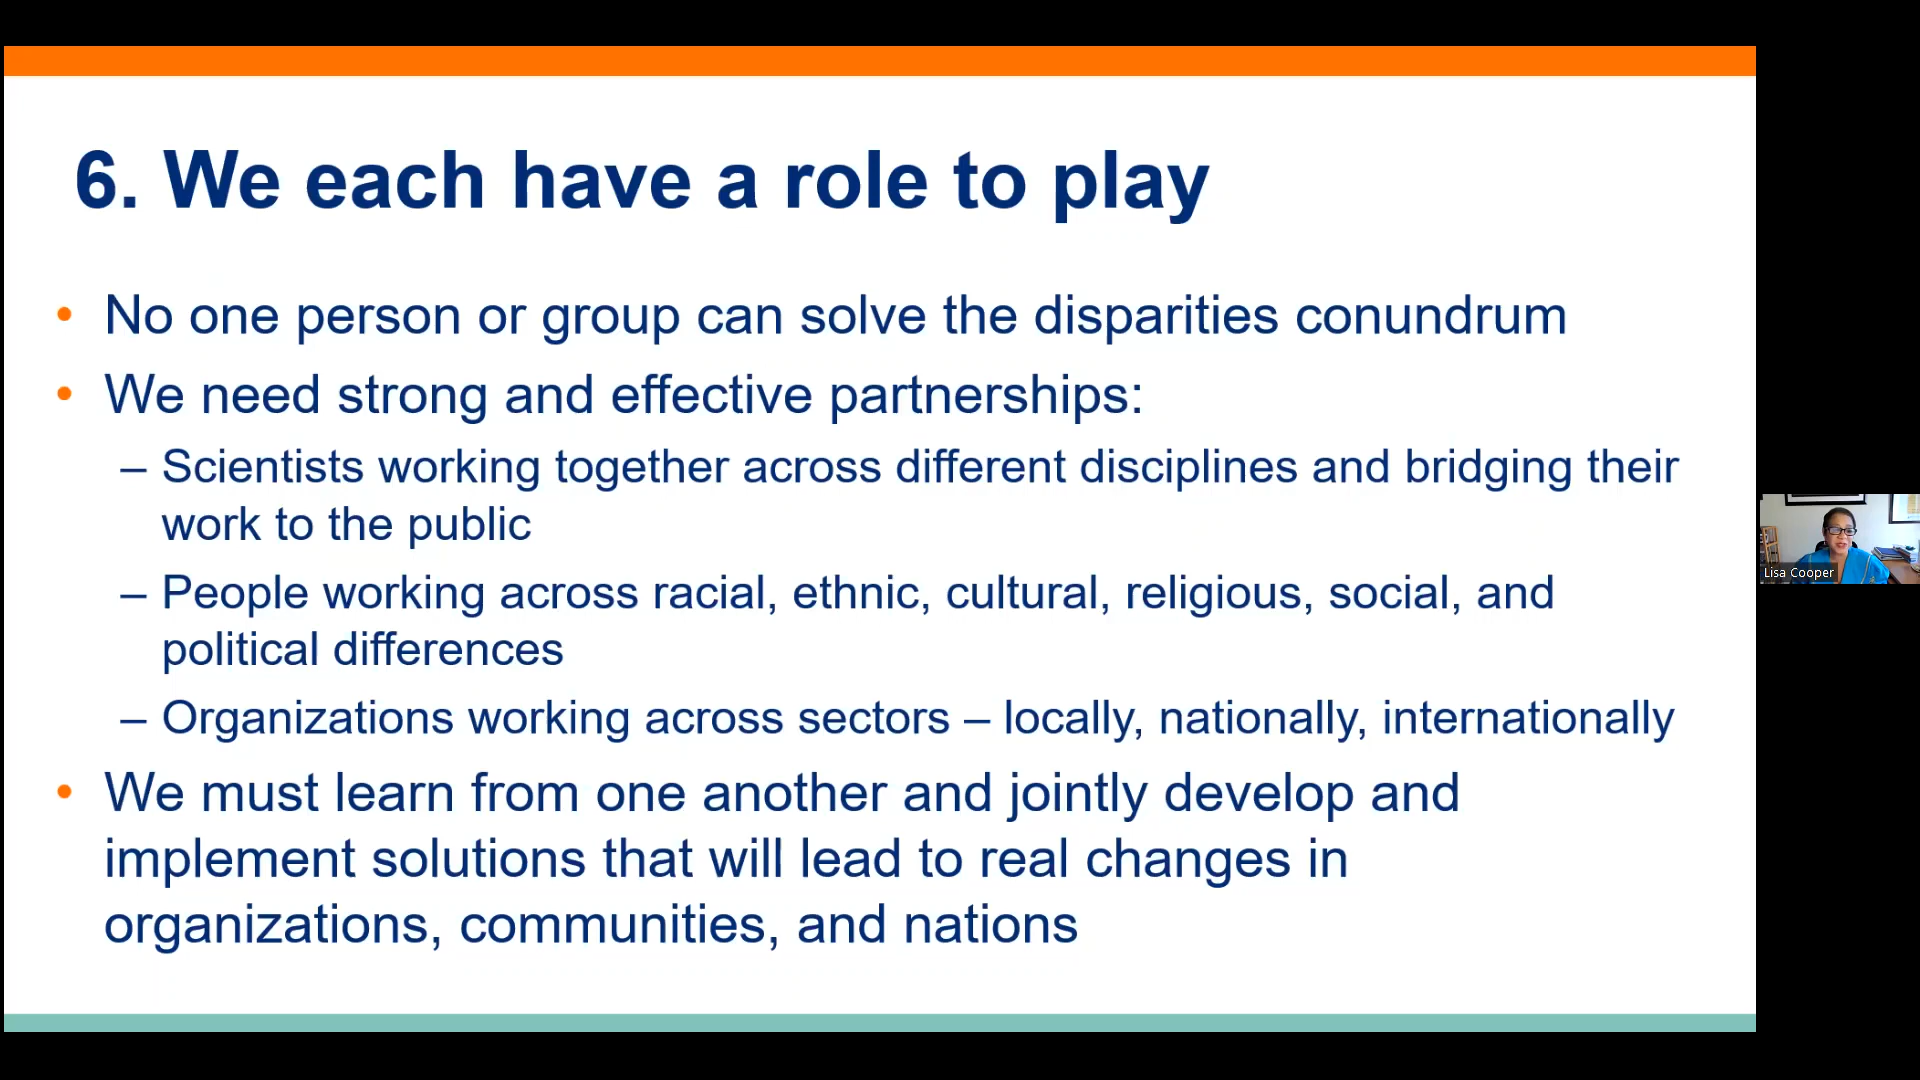 6. We each have a role to play
• No one person or group can solve the disparities conundrum
• We need strong and effective partnerships:
– Scientists working together across different disciplines and bridging their
work to the public
– People working across racial, ethnic, cultural, religious, social, and
political differences
– Organizations working across sectors – locally, nationally, internationally
• We must learn from one another and jointly develop and
implement solutions that will lead to real changes in
organizations, communities, and nations
Lisa Cooper